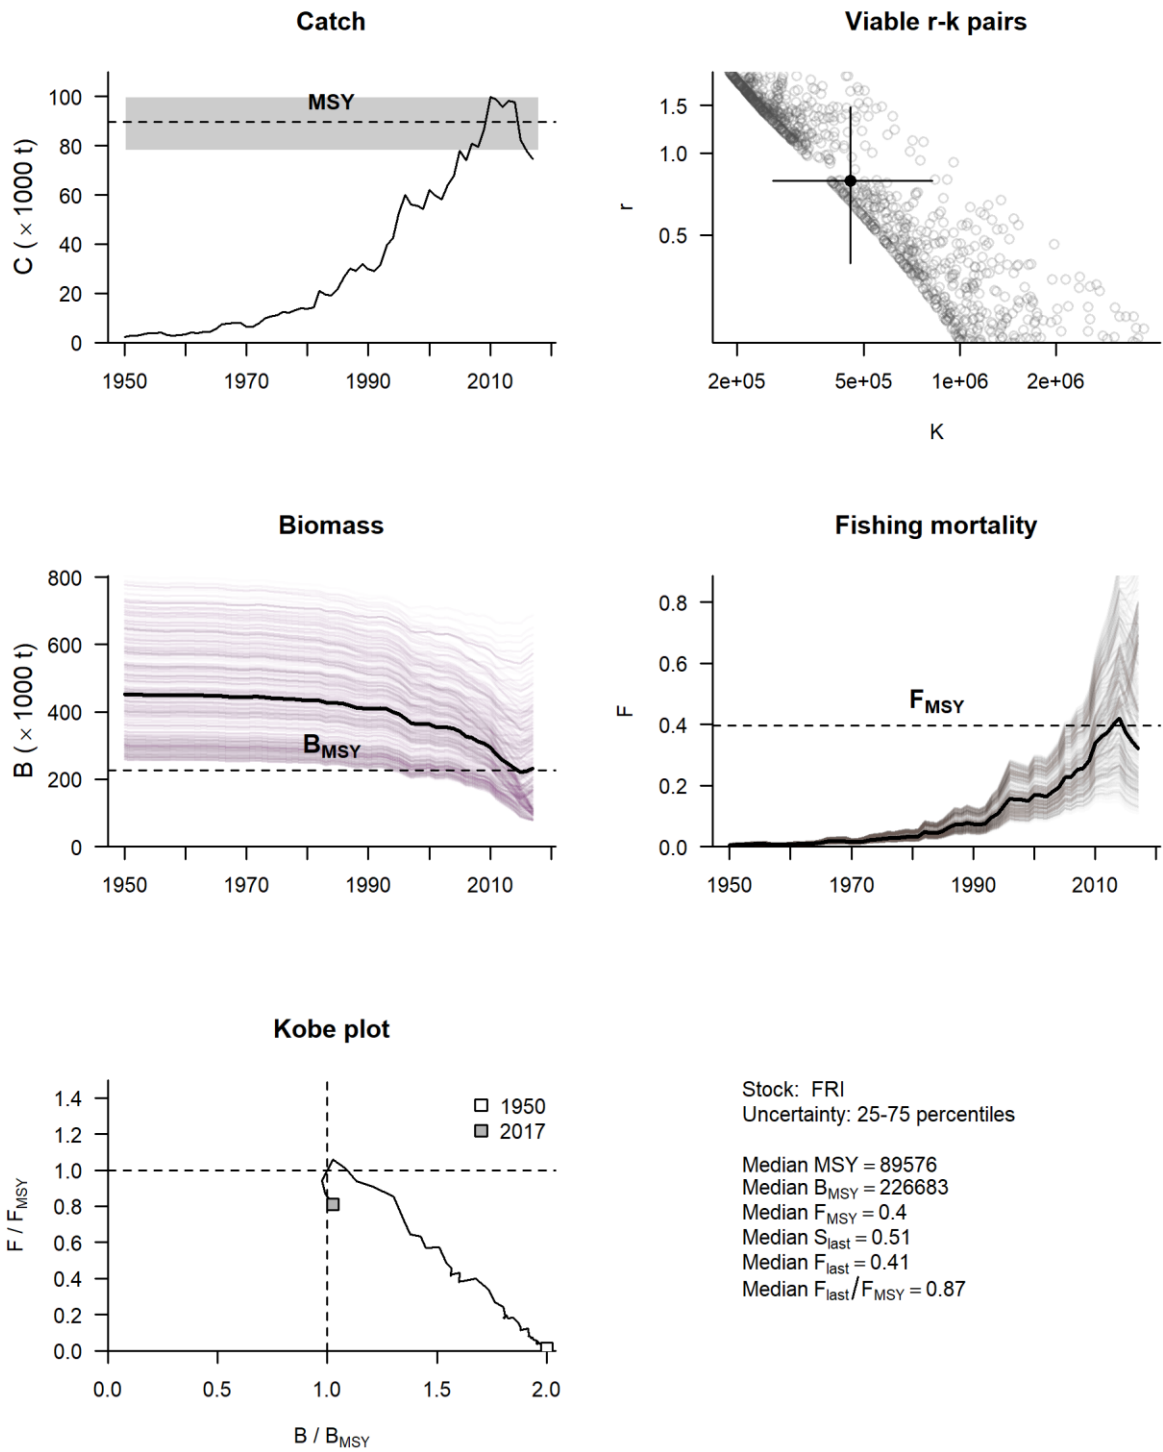 Catch
C ( × 1000 t)
100
80
60
40
20
0
MSY
1950 1970 1990 2010
Viable r-k pairs
r
1.5
1.0
0.5
2e+05 5e+05 1e+06 2e+06
K
Biomass
B ( × 1000 t)
800
600
400
200
0
BMSY
1950 1970 1990 2010
Fishing mortality
F
0.8
0.6
0.4
0.2
0.0
FMSY
1950 1970 1990 2010
Kobe plot
F / FMSY
1.4
1.2
1.0
0.8
0.6
0.4
0.2
0.0
1950
2017
0.0 0.5 1.0 1.5 2.0
B / BMSY
Stock: FRI
Uncertainty: 25-75 percentiles
Median MSY = 89576
Median BMSY = 226683
Median FMSY = 0.4
Median Slast = 0.51
Median Flast = 0.41
Median Flast/FMSY = 0.87